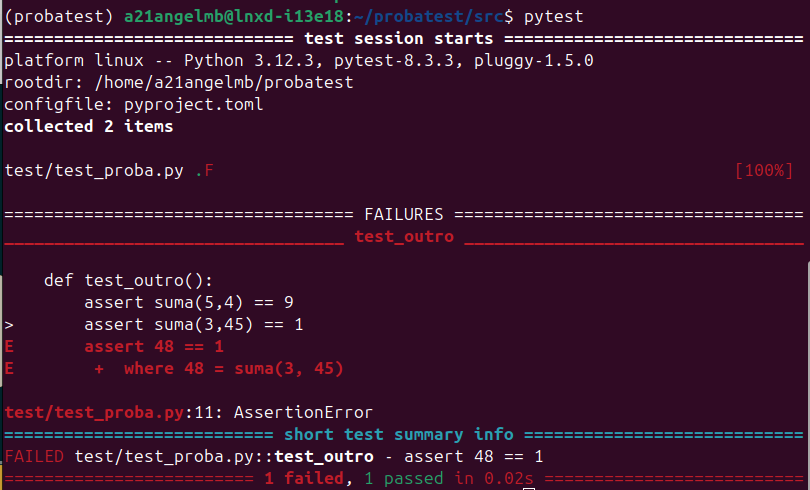 (probatest) a21angelmb@lnxd-i13e18:~/probatest/src$ pytest
============================= test session starts ==============================
platform linux -- Python 3.12.3, pytest-8.3.3, pluggy-1.5.0
rootdir: /home/a21angelmb/probatest
configfile: pyproject.toml
collected 2 items
test/test_proba.py .F [100%]
=================================== FAILURES ===================================
__________________________________ test_outro __________________________________
    def test_outro():
        assert suma(5,4) == 9
>       assert suma(3,45) == 1
E       assert 48 == 1
E        +  where 48 = suma(3, 45)
test/test_proba.py:11: AssertionError
=========================== short test summary info ============================
FAILED test/test_proba.py::test_outro - assert 48 == 1
========================= 1 failed, 1 passed in 0.02s ==========================